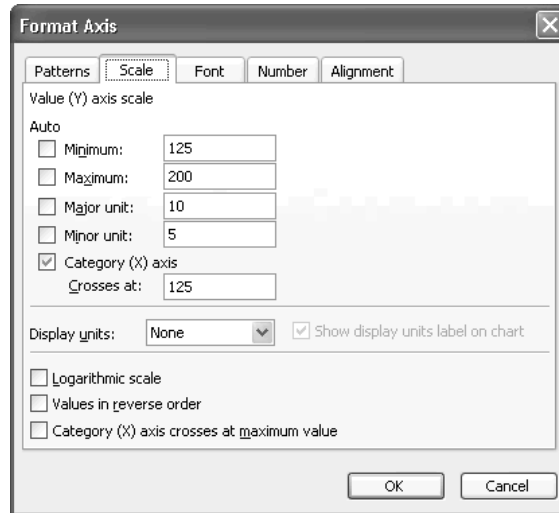 Format Axis
Patterns Scale Font Number Alignment
Value (Y) axis scale
Auto
Minimum: 125
Maximum: 200
Major unit: 10
Minor unit: 5
Category (X) axis
Crosses at: 125
Display units: None Show display units label on chart
Logarithmic scale
Values in reverse order
Category (X) axis crosses at maximum value
OK Cancel